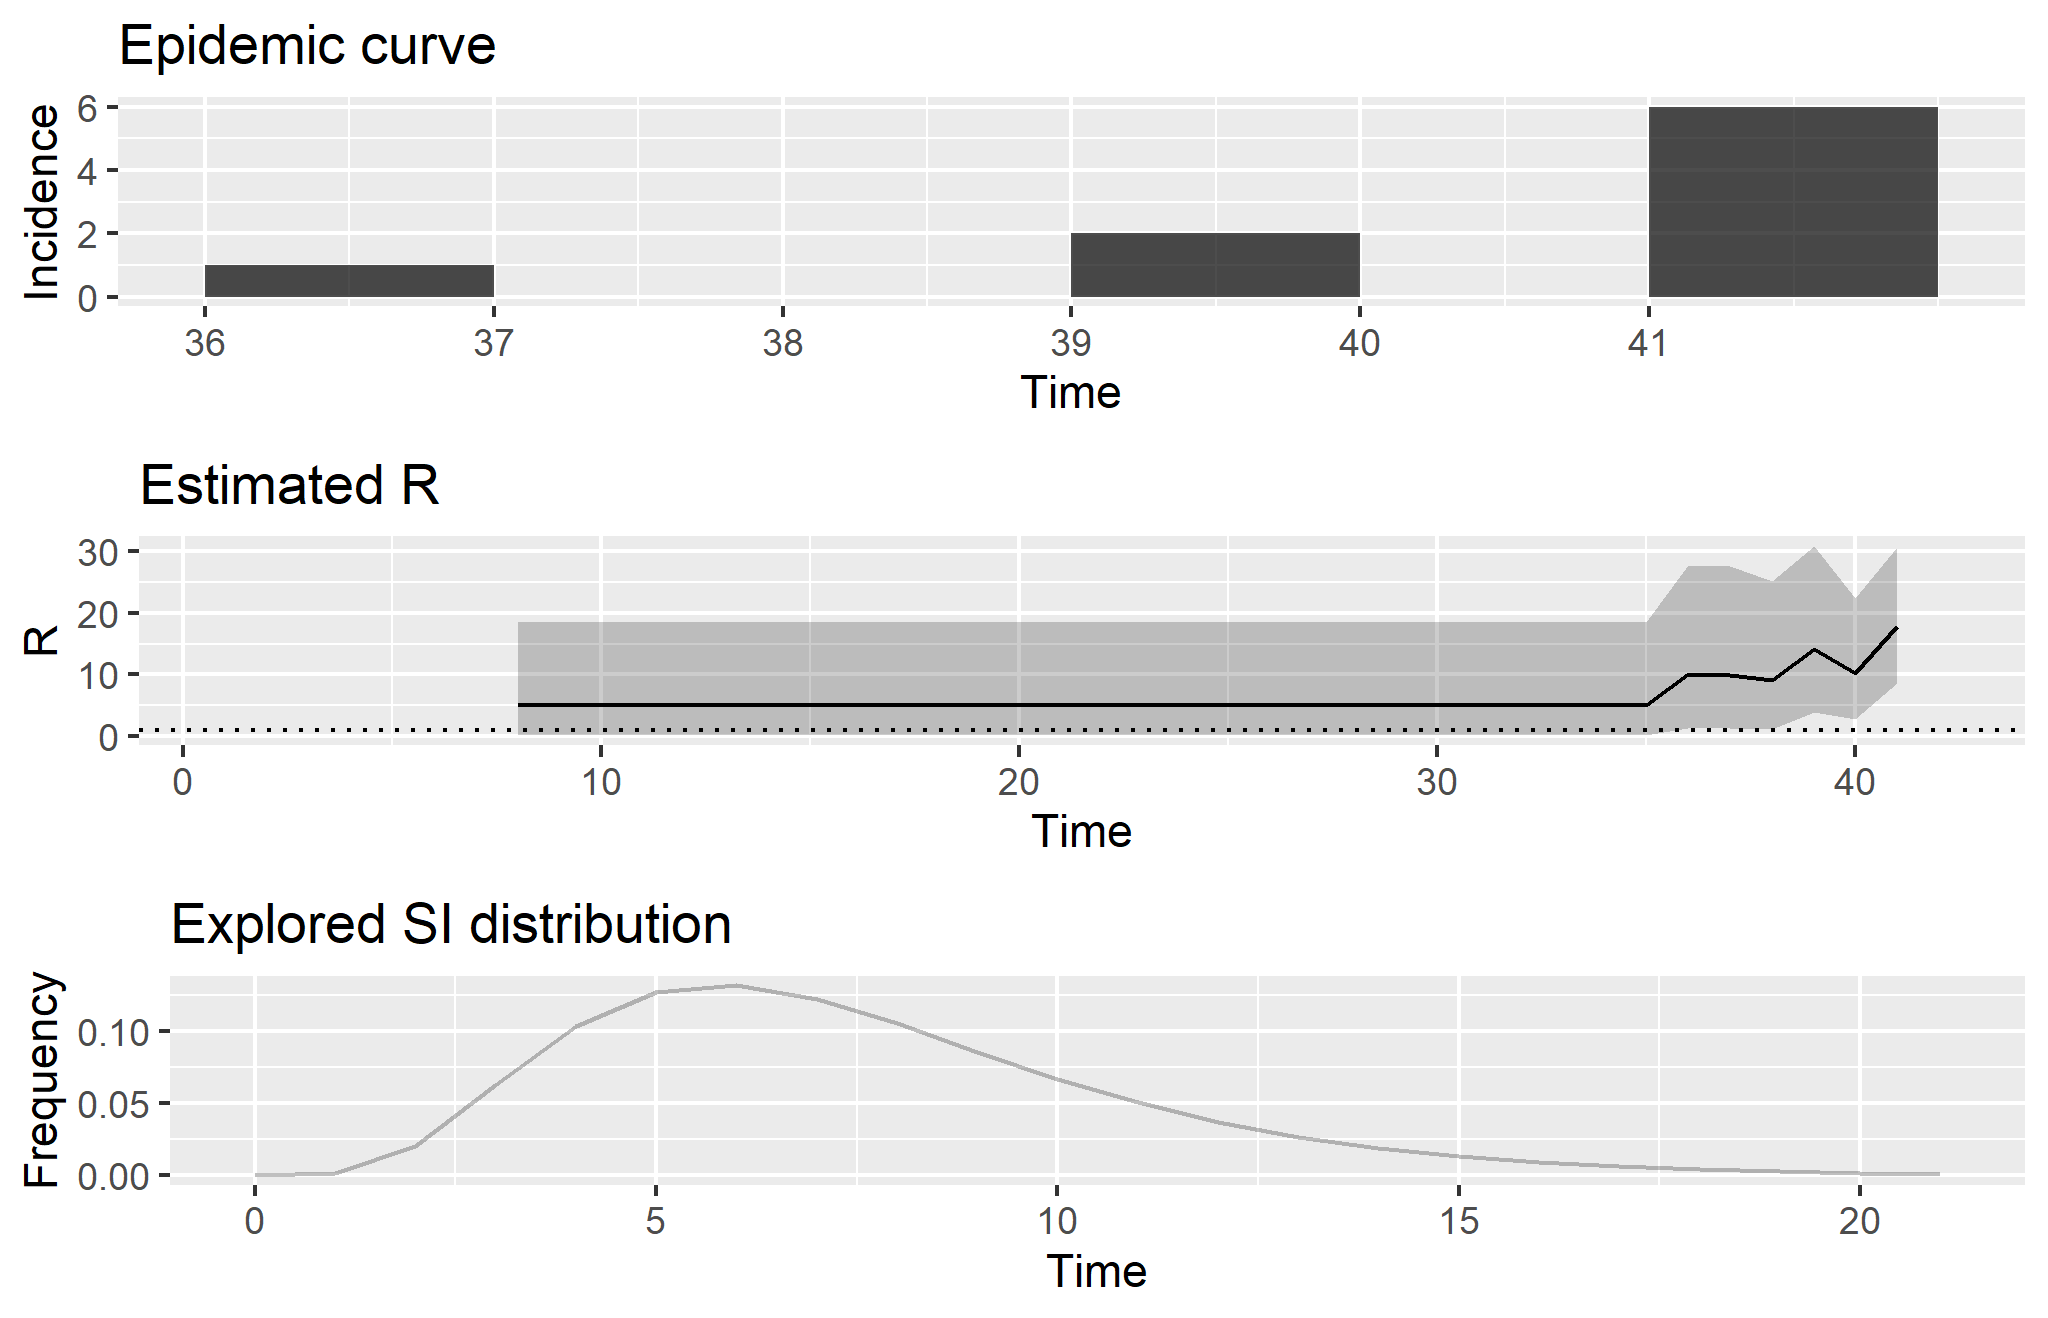 Epidemic curve
Incidence
6
4
2
0
36 37 38 39 40 41
Time
Estimated R
R
30
20
10
0
0 10 20 30 40
Time
Explored SI distribution
Frequency
0.10
0.05
0.00
0 5 10 15 20
Time